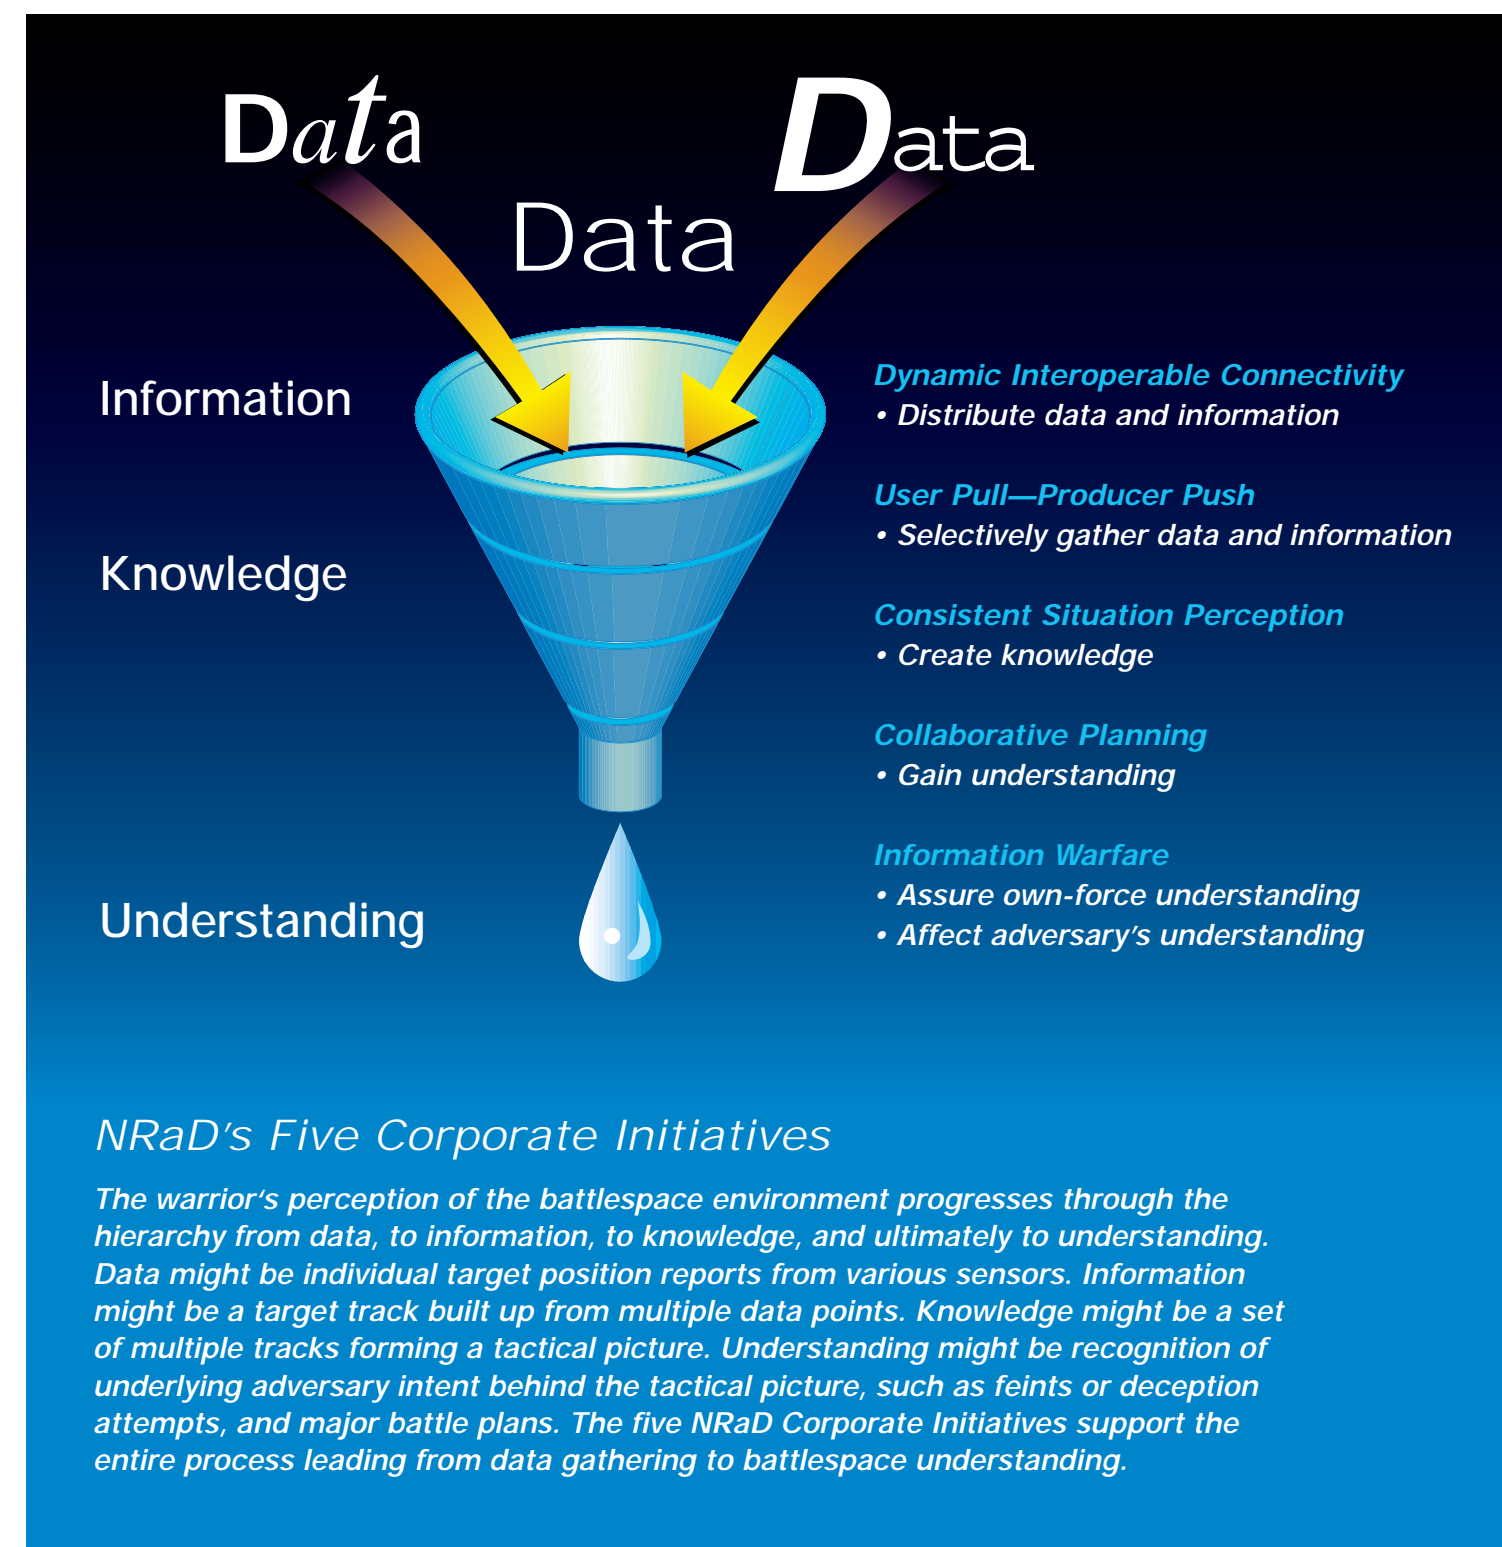 Data
Data
Data
Information
Knowledge
Understanding
Dynamic Interoperable Connectivity
• Distribute data and information
User Pull—Producer Push
• Selectively gather data and information
Consistent Situation Perception
• Create knowledge
Collaborative Planning
• Gain understanding
Information Warfare
• Assure own-force understanding
• Affect adversary's understanding
NRaD's Five Corporate Initiatives
The warrior‘s perception of the battlespace environment progresses through the
hierarchy from data, to information, to knowledge, and ultimately to understanding.
Data might be individual target position reports from various sensors. Information
might be a target track built up from multiple data points. Knowledge might be a set
of multiple tracks forming a tactical picture. Understanding might be recognition of
underlying adversary intent behind the tactical picture, such as feints or deception
attempts, and major battle plans. The five NRaD Corporate Initiatives support the
entire process leading from data gathering to battlespace understanding.